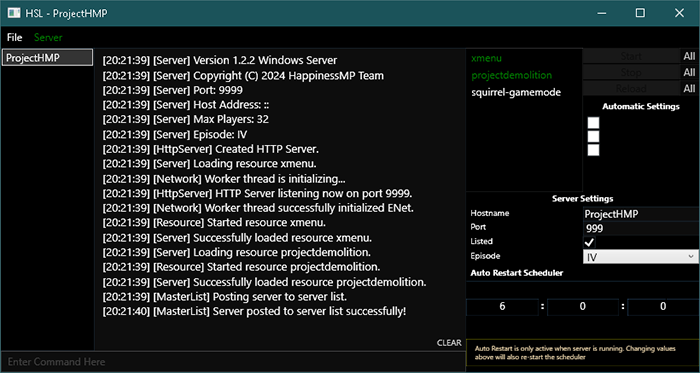 HSL - ProjectHMP
File Server
ProjectHMP
[20:21:39] [Server] Version 1.2.2 Windows Server
[20:21:39] [Server] Copyright (C) 2024 HappinessMP Team
[20:21:39] [Server] Port: 9999
[20:21:39] [Server] Host Address: ::
[20:21:39] [Server] Max Players: 32
[20:21:39] [Server] Episode: IV
[20:21:39] [HttpServer] Created HTTP Server.
[20:21:39] [Server] Loading resource xmenu.
[20:21:39] [Network] Worker thread is initializing...
[20:21:39] [HttpServer] HTTP Server listening now on port 9999.
[20:21:39] [Network] Worker thread successfully initialized ENet.
[20:21:39] [Resource] Started resource xmenu.
[20:21:39] [Server] Successfully loaded resource xmenu.
[20:21:39] [Server] Loading resource projectdemolition.
[20:21:39] [Resource] Started resource projectdemolition.
[20:21:39] [Server] Successfully loaded resource projectdemolition.
[20:21:39] [MasterList] Posting server to server list.
[20:21:40] [MasterList] Server posted to server list successfully!
CLEAR
Enter Command Here
xmenu
projectdemolition
squirrel-gamemode
Start All
Stop All
Reload All
Automatic Settings
Server Settings
Hostname ProjectHMP
Port 999
Listed
Episode IV
Auto Restart Scheduler
6 : 0 : 0
Auto Restart is only active when server is running. Changing values
above will also re-start the scheduler